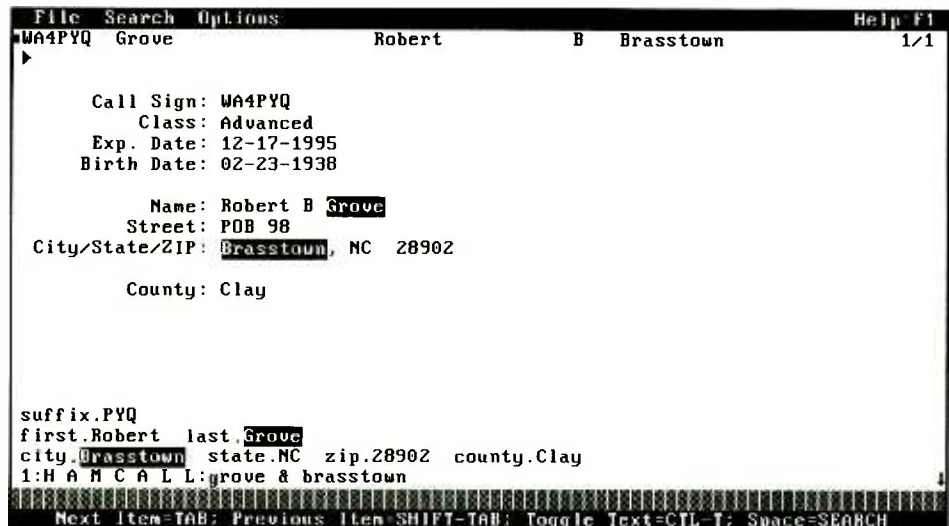 File Search Options Help F1
WA4PYQ Grove Robert B Brasstown 1/1
Call Sign: WA4PYQ
Class: Advanced
Exp. Date: 12-17-1995
Birth Date: 02-23-1938
Name: Robert B Grove
Street: POB 98
City/State/ZIP: Brasstown, NC 28902
County: Clay
suffix.PYQ
first.Robert last.Grove
city.Brasstown state.NC zip.28902 county.Clay
1:H A M C A L L:grove & brasstown
Next Item=TAB; Previous Item=SHIFT-TAB; Toggle Text=CTL-T; Space=SEARCH